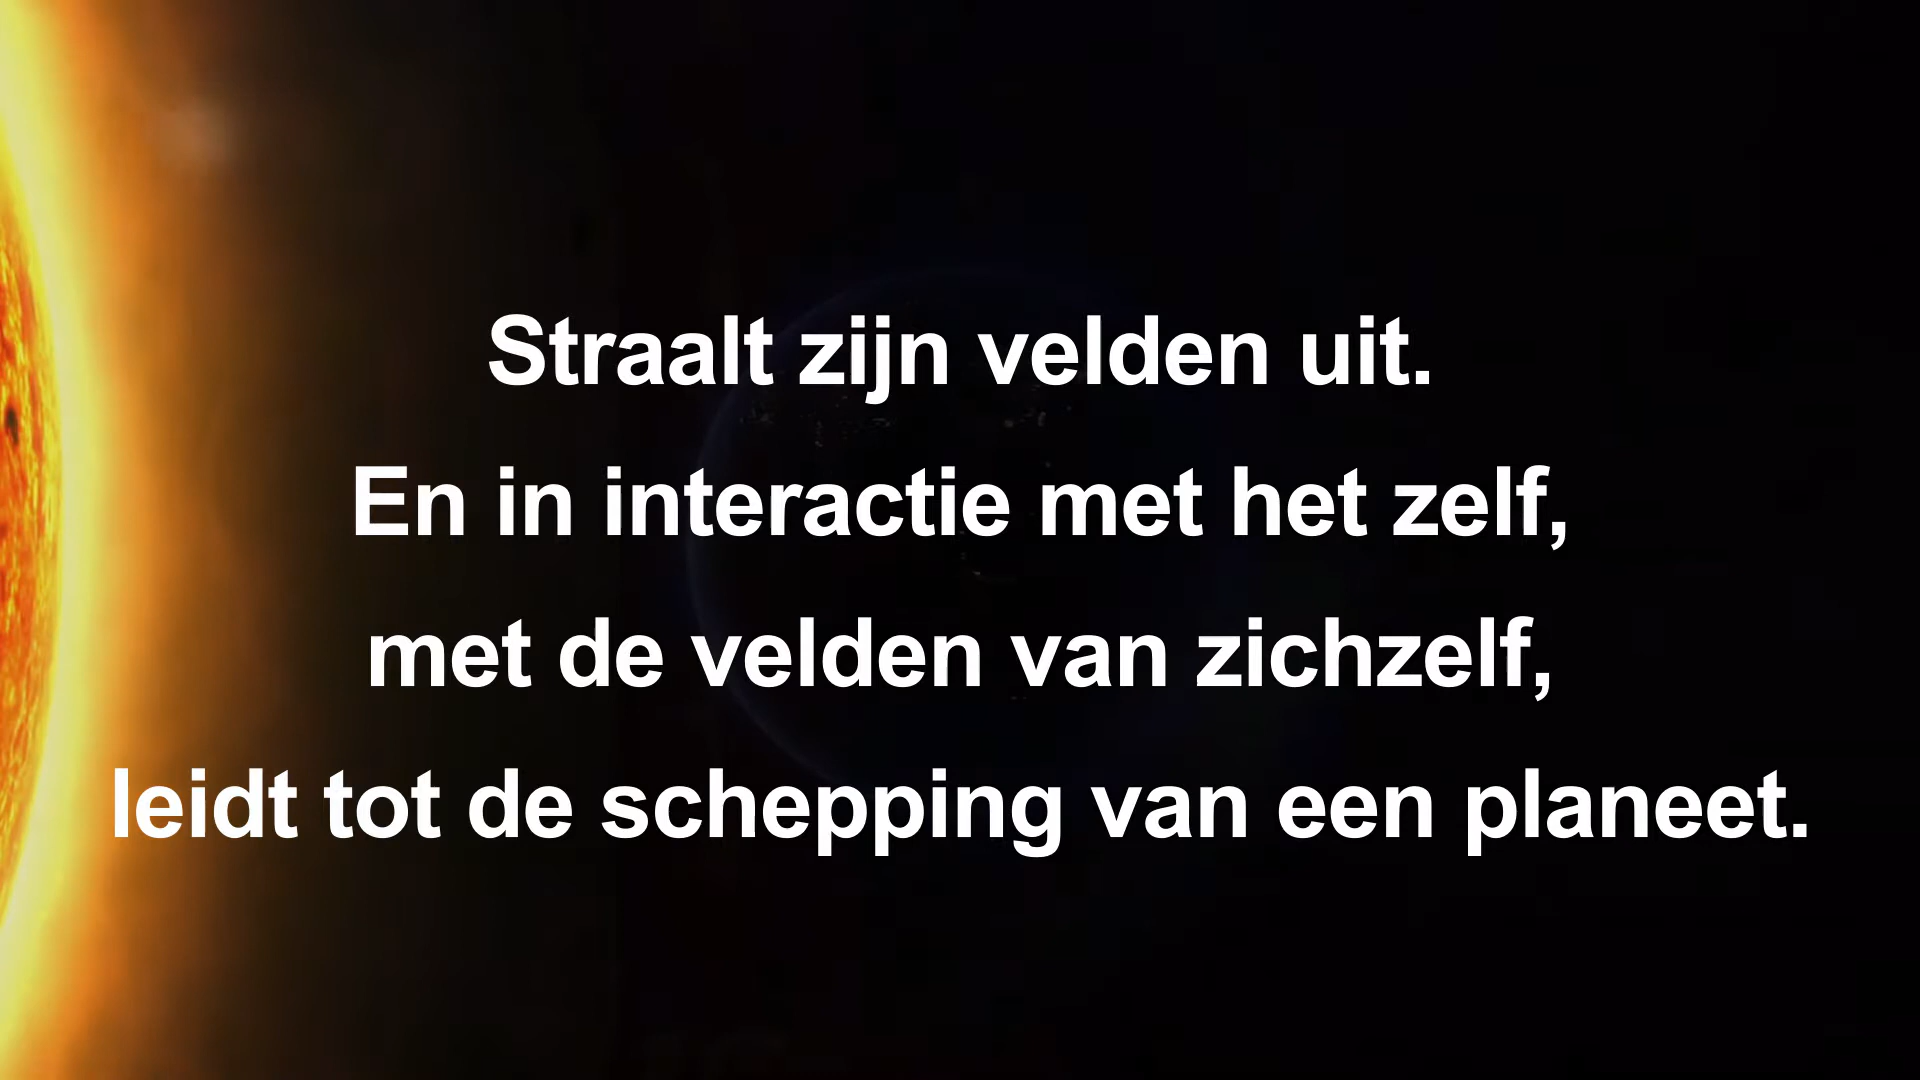 Straalt zijn velden uit.
En in interactie met het zelf,
met de velden van zichzelf,
leidt tot de schepping van een planeet.